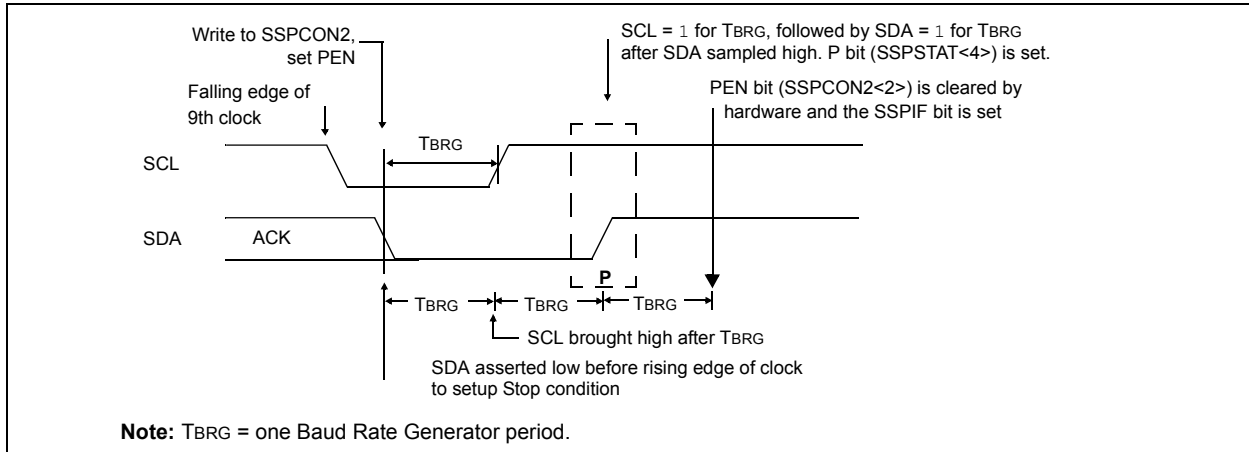 Write to SSPCON2,
set PEN
SCL = 1 for TBRG, followed by SDA = 1 for TBRG
after SDA sampled high. P bit (SSPSTAT<4>) is set.
Falling edge of
9th clock
PEN bit (SSPCON2<2>) is cleared by
hardware and the SSPIF bit is set
TBRG
SCL
SDA
ACK
P
TBRG
TBRG
TBRG
SCL brought high after TBRG
SDA asserted low before rising edge of clock
to setup Stop condition
Note: TBRG = one Baud Rate Generator period.